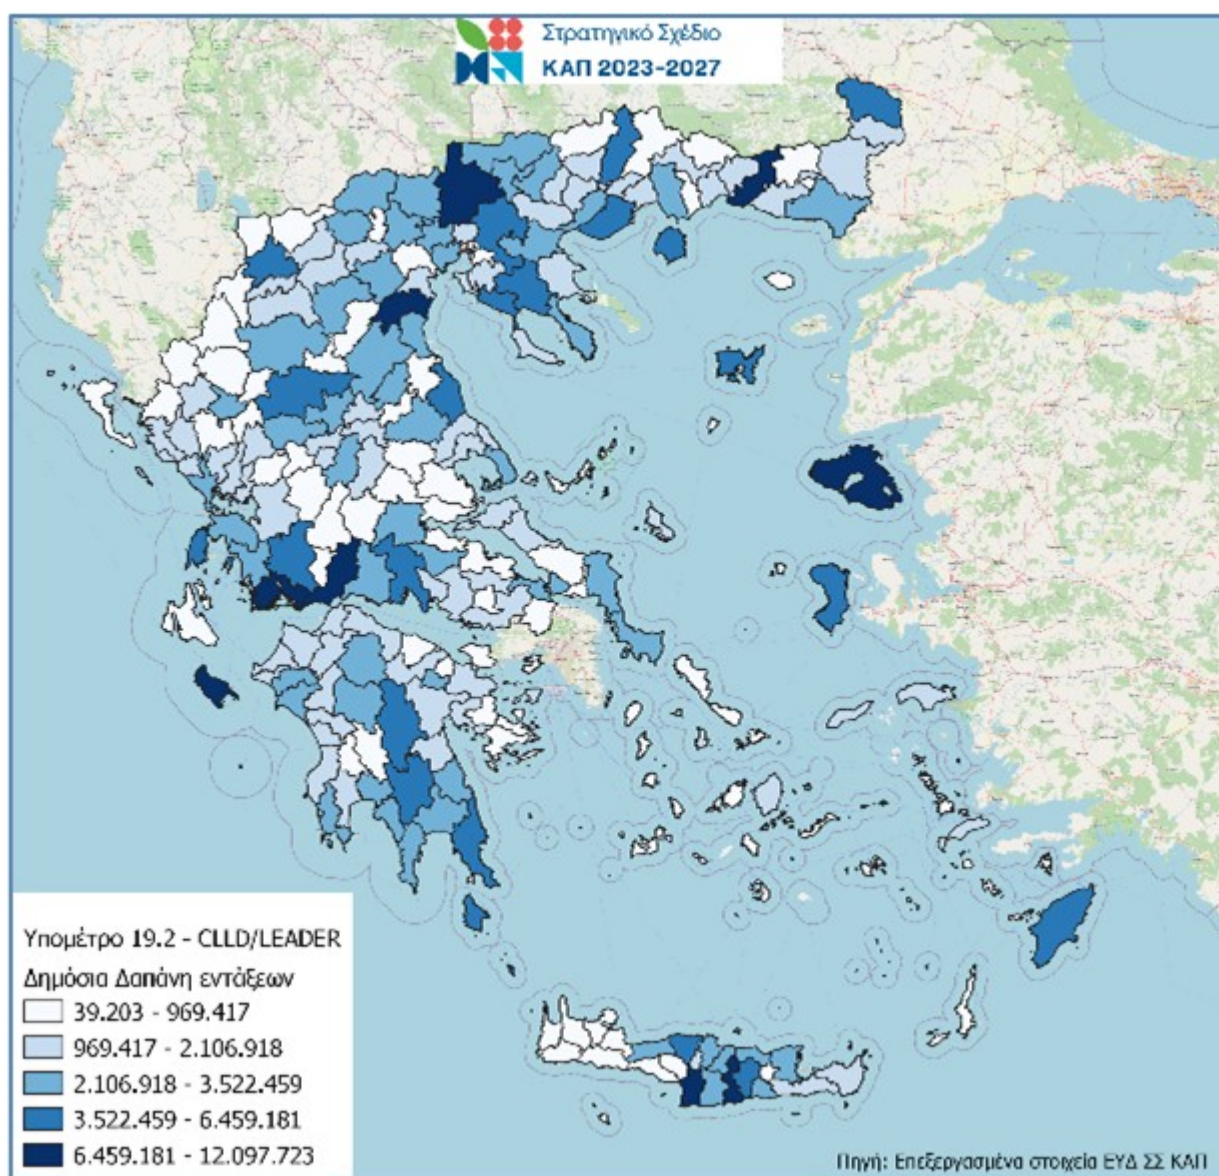 Στρατηγικό Σχέδιο
ΚΑΠ 2023-2027
Υπομέτρο 19.2 - CLLD/LEADER
Δημόσια Δαπάνη εντάξεων
39.203 - 969.417
969.417 - 2.106.918
2.106.918 - 3.522.459
3.522.459 - 6.459.181
6.459.181 - 12.097.723
Πηγή: Επεξεργασμένα στοιχεία ΕΥΔ ΣΣ ΚΑΠ